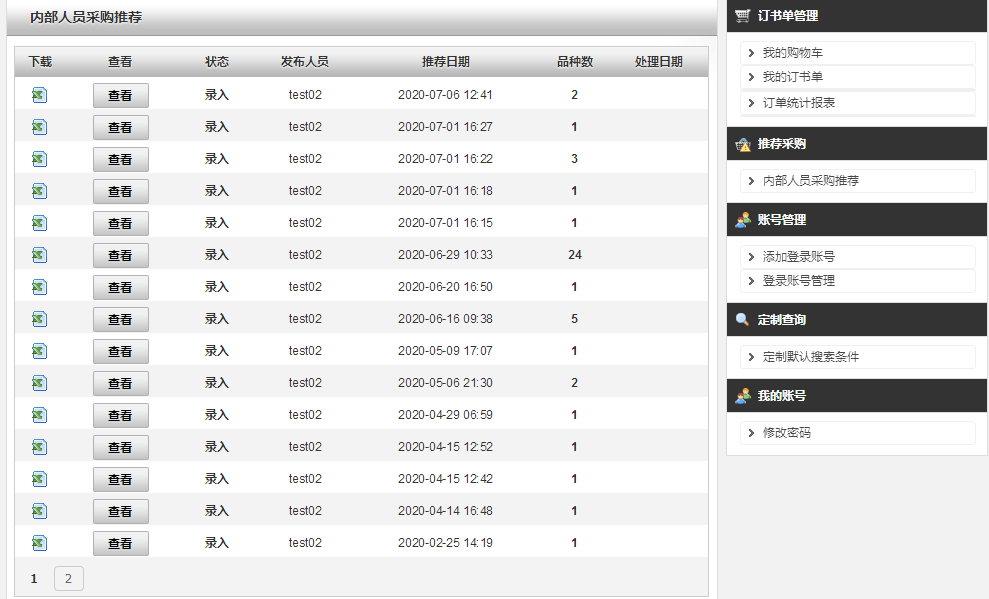 内部人员采购推荐
下载 查看 状态 发布人员 推荐日期 品种数 处理日期
查看 录入 test02 2020-07-06 12:41 2
查看 录入 test02 2020-07-01 16:27 1
查看 录入 test02 2020-07-01 16:22 3
查看 录入 test02 2020-07-01 16:18 1
查看 录入 test02 2020-07-01 16:15 1
查看 录入 test02 2020-06-29 10:33 24
查看 录入 test02 2020-06-20 16:50 1
查看 录入 test02 2020-06-16 09:38 5
查看 录入 test02 2020-05-09 17:07 1
查看 录入 test02 2020-05-06 21:30 2
查看 录入 test02 2020-04-29 06:59 1
查看 录入 test02 2020-04-15 12:52 1
查看 录入 test02 2020-04-15 12:42 1
查看 录入 test02 2020-04-14 16:48 1
查看 录入 test02 2020-02-25 14:19 1
1 2
订书单管理
我的购物车
我的订书单
订单统计报表
推荐采购
内部人员采购推荐
账号管理
添加登录账号
登录账号管理
定制查询
定制默认搜索条件
我的账号
修改密码